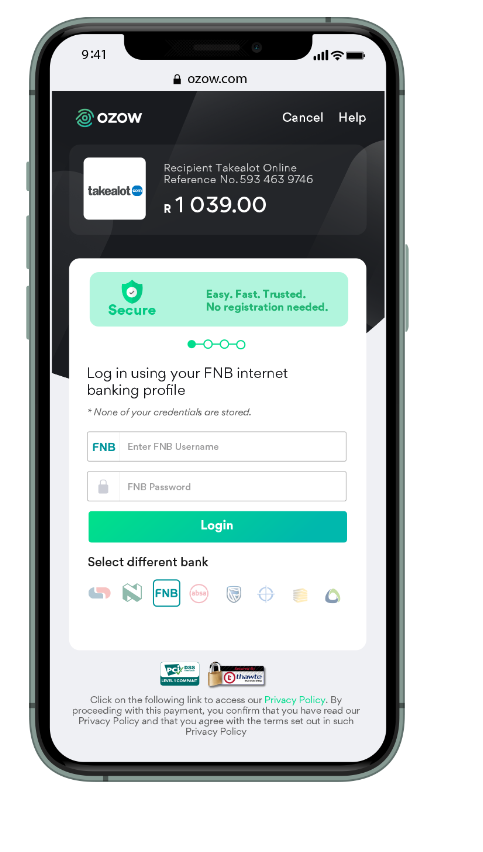 9:41
ozow.com
OZOW
Cancel Help
takealot com
Recipient Takealot Online
Reference No. 593 463 9746
R 1 039.00
Secure
Easy. Fast. Trusted.
No registration needed.
Log in using your FNB internet
banking profile
* None of your credentials are stored.
FNB Enter FNB Username
FNB Password
Login
Select different bank
FNB
absa
PCI DSS
LEVEL 1 COMPANY
thawte
Click on the following link to access our Privacy Policy. By
proceeding with this payment, you confirm that you have read our
Privacy Policy and that you agree with the terms set out in such
Privacy Policy